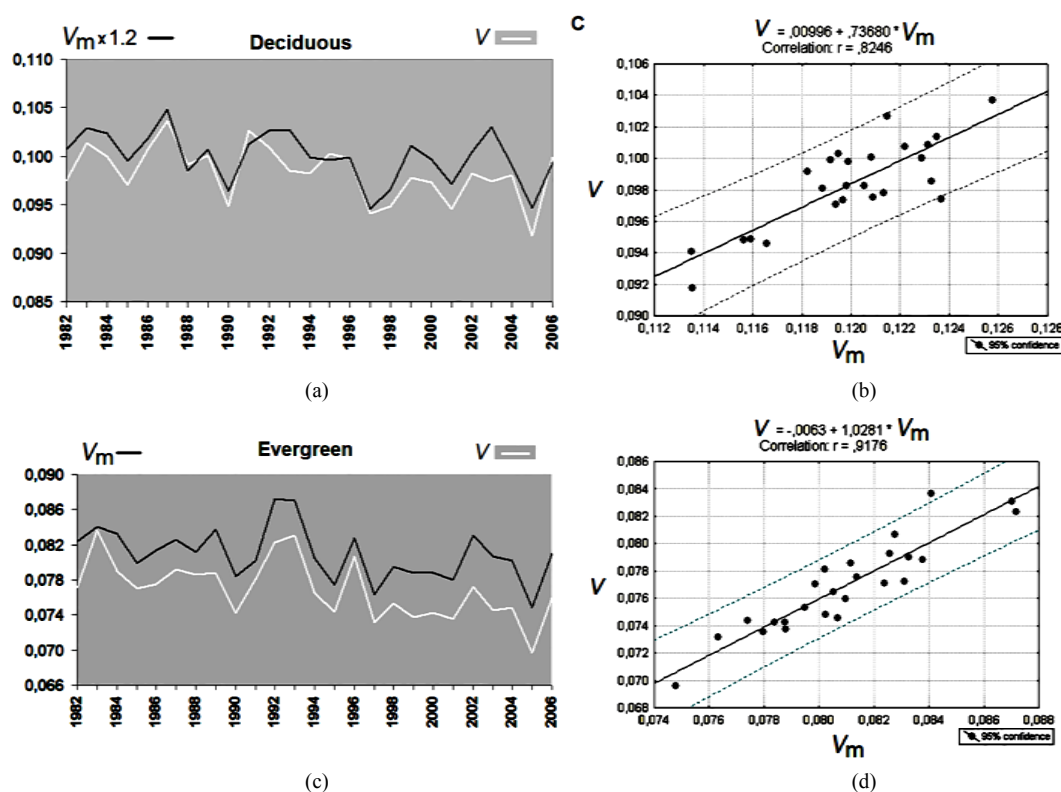 Vm x 1.2
Deciduous
V
0,110
0,105
0,100
0,095
0,090
0,085
1982
1984
1986
1988
1990
1992
1994
1996
1998
2000
2002
2004
2006
(a)
C
V = ,00996 + ,73680 * Vm
Correlation: r = ,8246
0,106
0,104
0,102
0,100
0,098
0,096
0,094
0,092
0,090
V
0,112 0,114 0,116 0,118 0,120 0,122 0,124 0,126 0,128
Vm
95% confidence
(b)
Vm
Evergreen
V
0,090
0,086
0,082
0,078
0,074
0,070
0,066
1982
1984
1986
1988
1990
1992
1994
1996
1998
2000
2002
2004
2006
(c)
V = -,0063 + 1,0281 * Vm
Correlation: r = ,9176
0,086
0,084
0,082
0,080
0,078
0,076
0,074
0,072
0,070
0,068
V
0,074 0,076 0,078 0,080 0,082 0,084 0,086 0,088
Vm
95% confidence
(d)